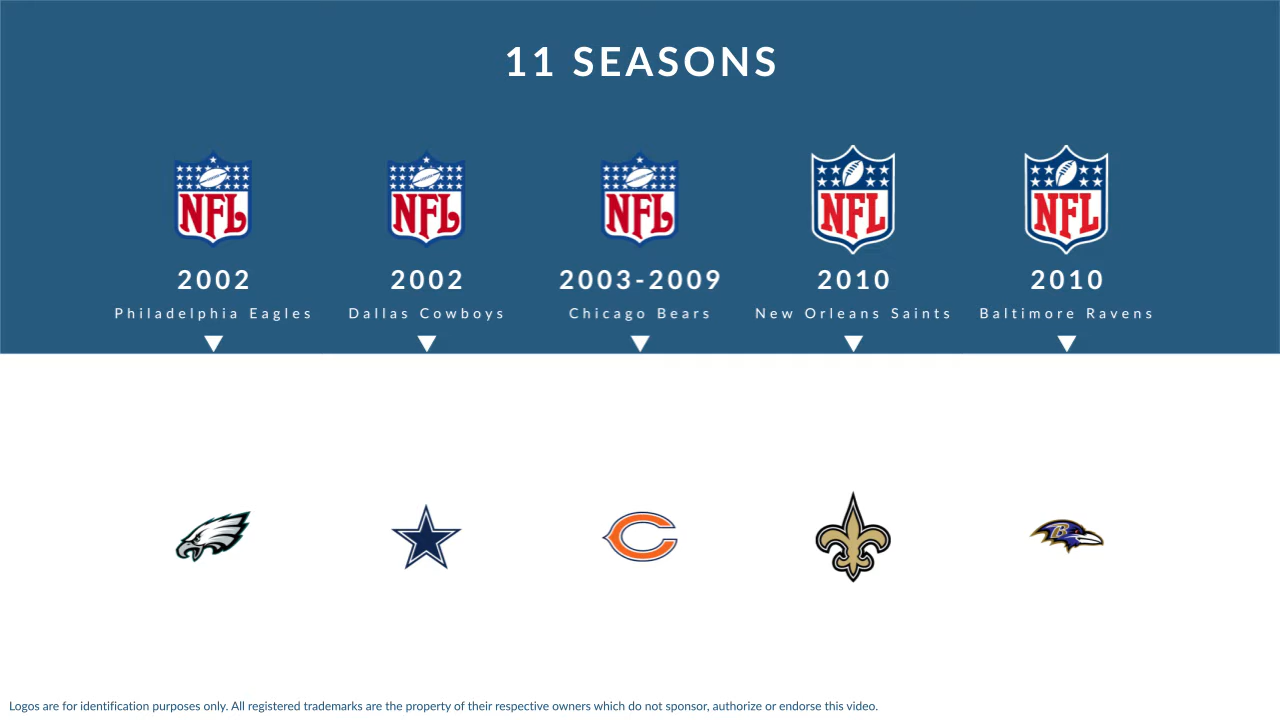 11 SEASONS
NFL NFL NFL NFL NFL
2002 2002 2003-2009 2010 2010
Philadelphia Eagles Dallas Cowboys Chicago Bears New Orleans Saints Baltimore Ravens
B
Logos are for identification purposes only. All registered trademarks are the property of their respective owners which do not sponsor, authorize or endorse this video.